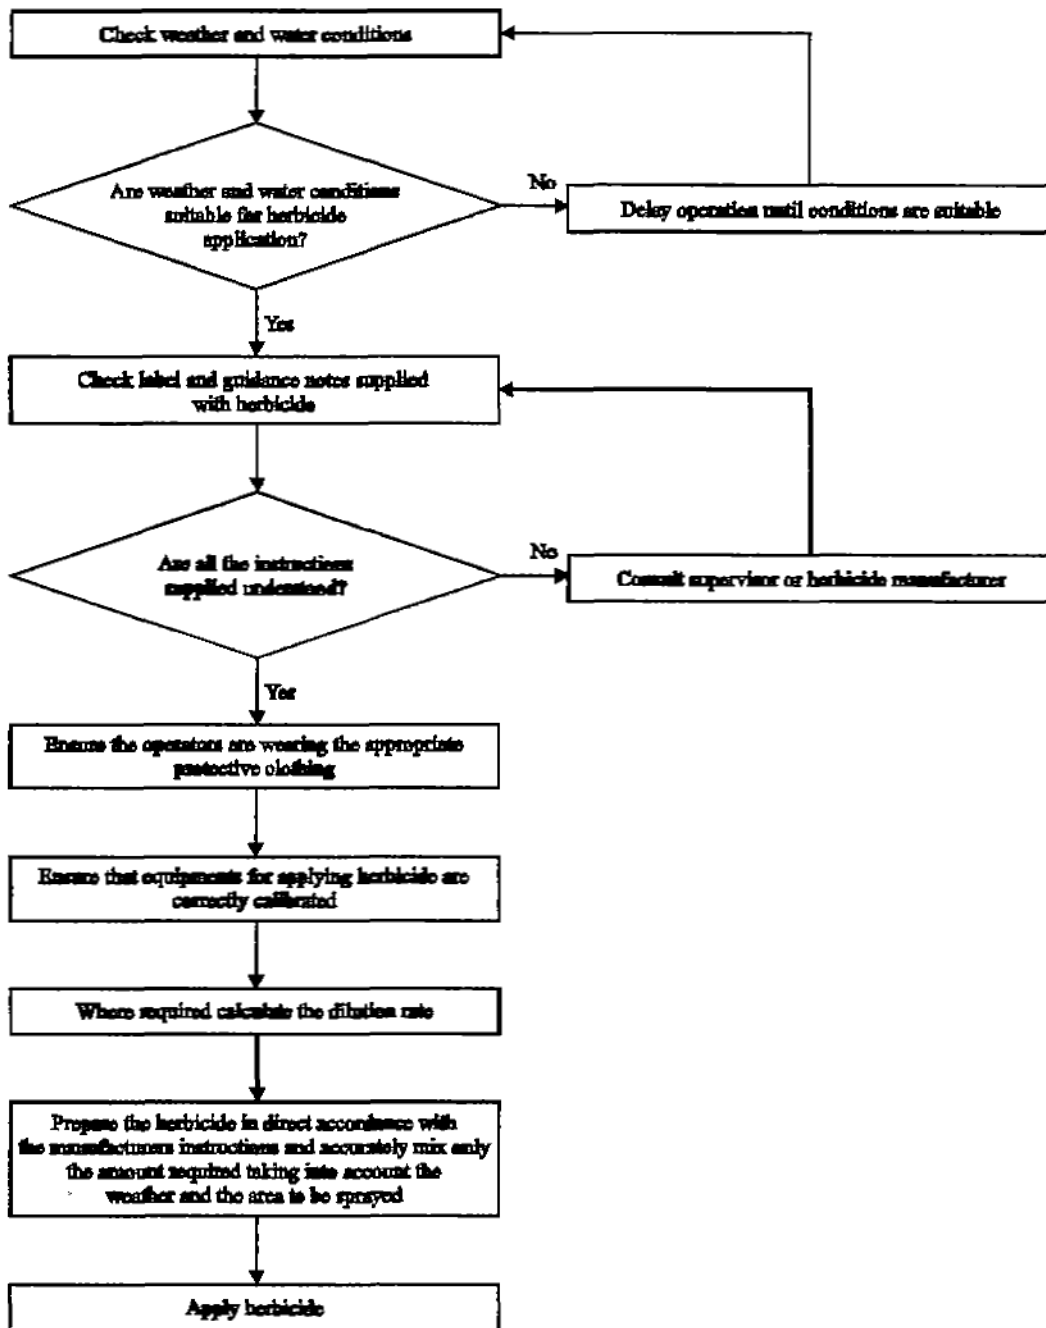 Check weather and water conditions
Are weather and water conditions
suitable for herbicide
application?
No
Delay operation until conditions are suitable
Yes
Check label and guidance notes supplied
with herbicide
Are all the instructions
supplied understood?
No
Consult supervisor or herbicide manufacturer
Yes
Ensure the operators are wearing the appropriate
protective clothing
Ensure that equipments for applying herbicide are
correctly calibrated
Where required calculate the dilution rate
Prepare the herbicide in direct accordance with
the manufacturers instructions and accurately mix only
the amount required taking into account the
weather and the area to be sprayed
Apply herbicide